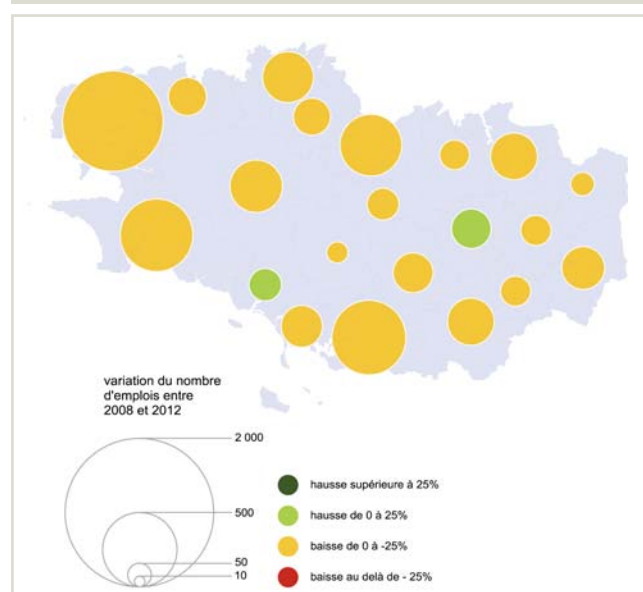 variation du nombre
d'emplois entre
2008 et 2012
2 000
500
50
10
hausse supérieure à 25%
hausse de 0 à 25%
baisse de 0 à -25%
baisse au delà de - 25%